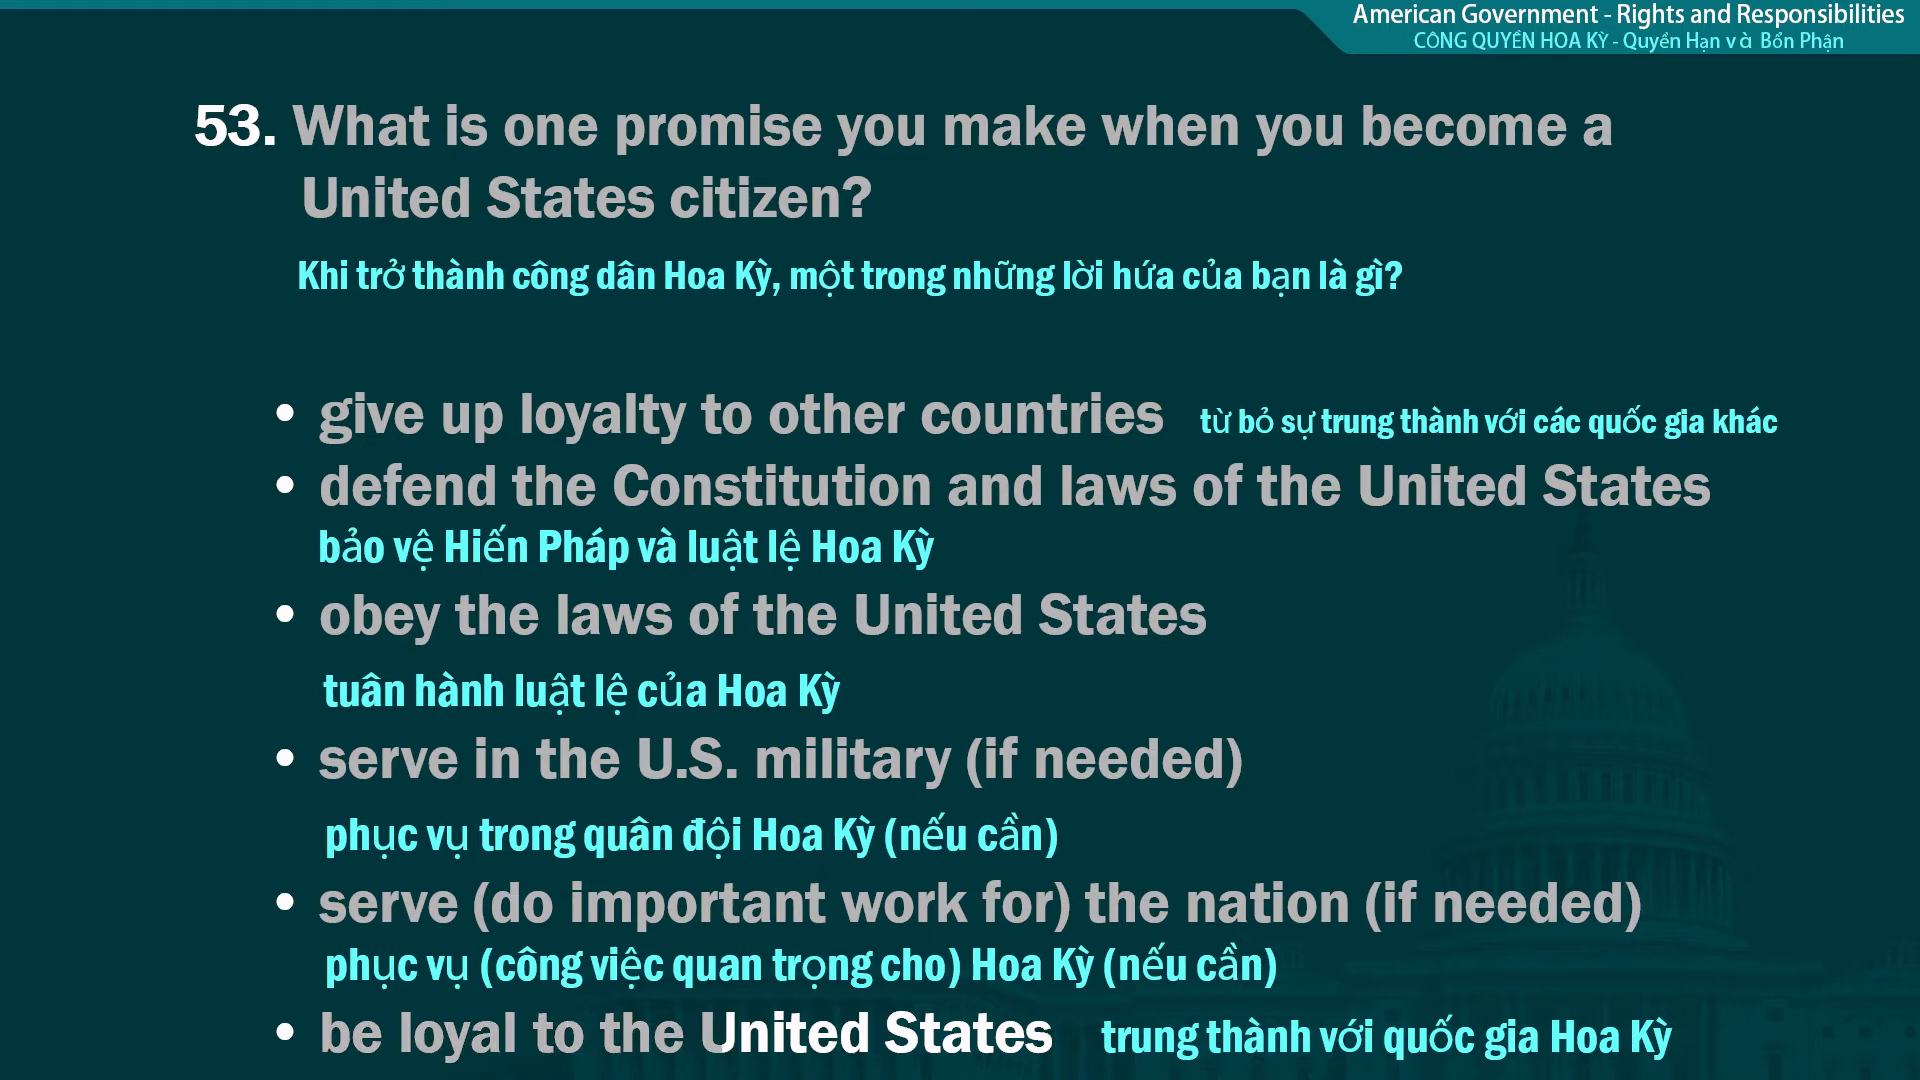 American Government - Rights and Responsibilities
CÔNG QUYỀN HOA KỲ - Quyền Hạn và Bổn Phận
53. What is one promise you make when you become a
United States citizen?
Khi trở thành công dân Hoa Kỳ, một trong những lời hứa của bạn là gì?
• give up loyalty to other countries từ bỏ sự trung thành với các quốc gia khác
• defend the Constitution and laws of the United States
bảo vệ Hiến Pháp và luật lệ Hoa Kỳ
• obey the laws of the United States
tuân hành luật lệ của Hoa Kỳ
• serve in the U.S. military (if needed)
phục vụ trong quân đội Hoa Kỳ (nếu cần)
• serve (do important work for) the nation (if needed)
phục vụ (công việc quan trọng cho) Hoa Kỳ (nếu cần)
• be loyal to the United States trung thành với quốc gia Hoa Kỳ